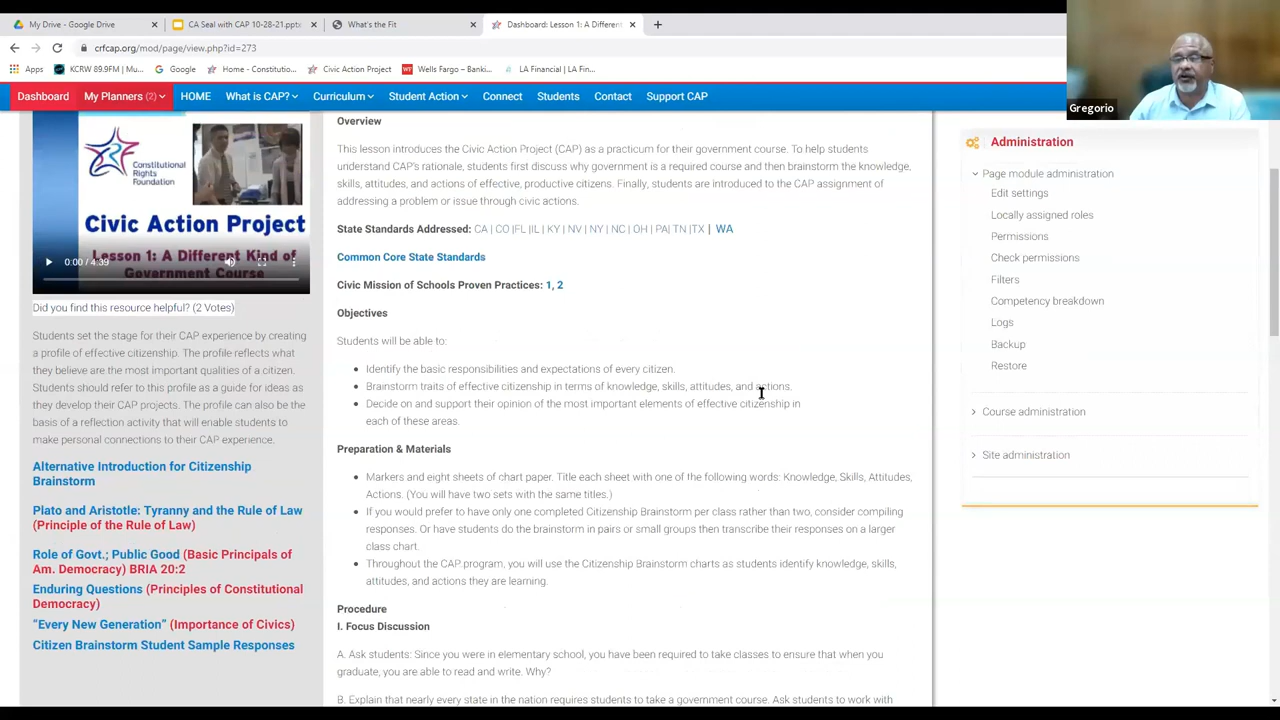 My Drive - Google Drive
CA Seal with CAP 10-28-21.pptx
What's the Fit
Dashboard: Lesson 1: A Different
crfcap.org/mod/page/view.php?id=273
Apps
KCRW 89.9FM | Mu...
Google
Home - Constitutio...
Civic Action Project
Wells Fargo – Banki...
LA Financial | LA Fin...
Gregorio
Dashboard
My Planners (2)
HOME
What is CAP?
Curriculum
Student Action
Connect
Students
Contact
Support CAP
Constitutional
Rights
Foundation
Civic Action Project
Lesson 1: A Different Kind of
Government Course
0:00 / 4:39
Did you find this resource helpful? (2 Votes)
Students set the stage for their CAP experience by creating
a profile of effective citizenship. The profile reflects what
they believe are the most important qualities of a citizen.
Students should refer to this profile as a guide for ideas as
they develop their CAP projects. The profile can also be the
basis of a reflection activity that will enable students to
make personal connections to their CAP experience.
Alternative Introduction for Citizenship
Brainstorm
Plato and Aristotle: Tyranny and the Rule of Law
(Principle of the Rule of Law)
Role of Govt.; Public Good (Basic Principals of
Am. Democracy) BRIA 20:2
Enduring Questions (Principles of Constitutional
Democracy)
“Every New Generation” (Importance of Civics)
Citizen Brainstorm Student Sample Responses
Overview
This lesson introduces the Civic Action Project (CAP) as a practicum for their government course. To help students
understand CAP's rationale, students first discuss why government is a required course and then brainstorm the knowledge,
skills, attitudes, and actions of effective, productive citizens. Finally, students are introduced to the CAP assignment of
addressing a problem or issue through civic actions.
State Standards Addressed: CA | CO |FL |IL | KY | NV | NY | NC | OH | PA| TN |TX | WA
Common Core State Standards
Civic Mission of Schools Proven Practices: 1, 2
Objectives
Students will be able to:
Identify the basic responsibilities and expectations of every citizen.
Brainstorm traits of effective citizenship in terms of knowledge, skills, attitudes, and actions.
Decide on and support their opinion of the most important elements of effective citizenship in
each of these areas.
Preparation & Materials
Markers and eight sheets of chart paper. Title each sheet with one of the following words: Knowledge, Skills, Attitudes,
Actions. (You will have two sets with the same titles.)
If you would prefer to have only one completed Citizenship Brainstorm per class rather than two, consider compiling
responses. Or have students do the brainstorm in pairs or small groups then transcribe their responses on a larger
class chart.
Throughout the CAP program, you will use the Citizenship Brainstorm charts as students identify knowledge, skills,
attitudes, and actions they are learning.
Procedure
I. Focus Discussion
A. Ask students: Since you were in elementary school, you have been required to take classes to ensure that when you
graduate, you are able to read and write. Why?
B. Explain that nearly every state in the nation requires students to take a government course. Ask students to work with
Administration
Page module administration
Edit settings
Locally assigned roles
Permissions
Check permissions
Filters
Competency breakdown
Logs
Backup
Restore
Course administration
Site administration